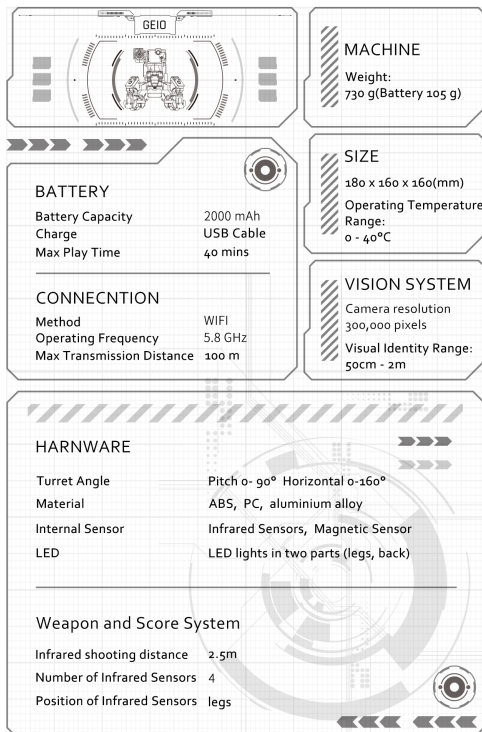 GEIO
MACHINE
Weight:
730 g(Battery 105 g)
SIZE
180 x 160 x 160(mm)
Operating Temperature
Range:
0 - 40°C
BATTERY
Battery Capacity 2000 mAh
Charge USB Cable
Max Play Time 40 mins
CONNECNTION
Method WIFI
Operating Frequency 5.8 GHz
Max Transmission Distance 100 m
VISION SYSTEM
Camera resolution
300,000 pixels
Visual Identity Range:
50cm - 2m
HARNWARE
Turret Angle Pitch 0- 90° Horizontal 0-160°
Material ABS, PC, aluminium alloy
Internal Sensor Infrared Sensors, Magnetic Sensor
LED LED lights in two parts (legs, back)
Weapon and Score System
Infrared shooting distance 2.5m
Number of Infrared Sensors 4
Position of Infrared Sensors legs